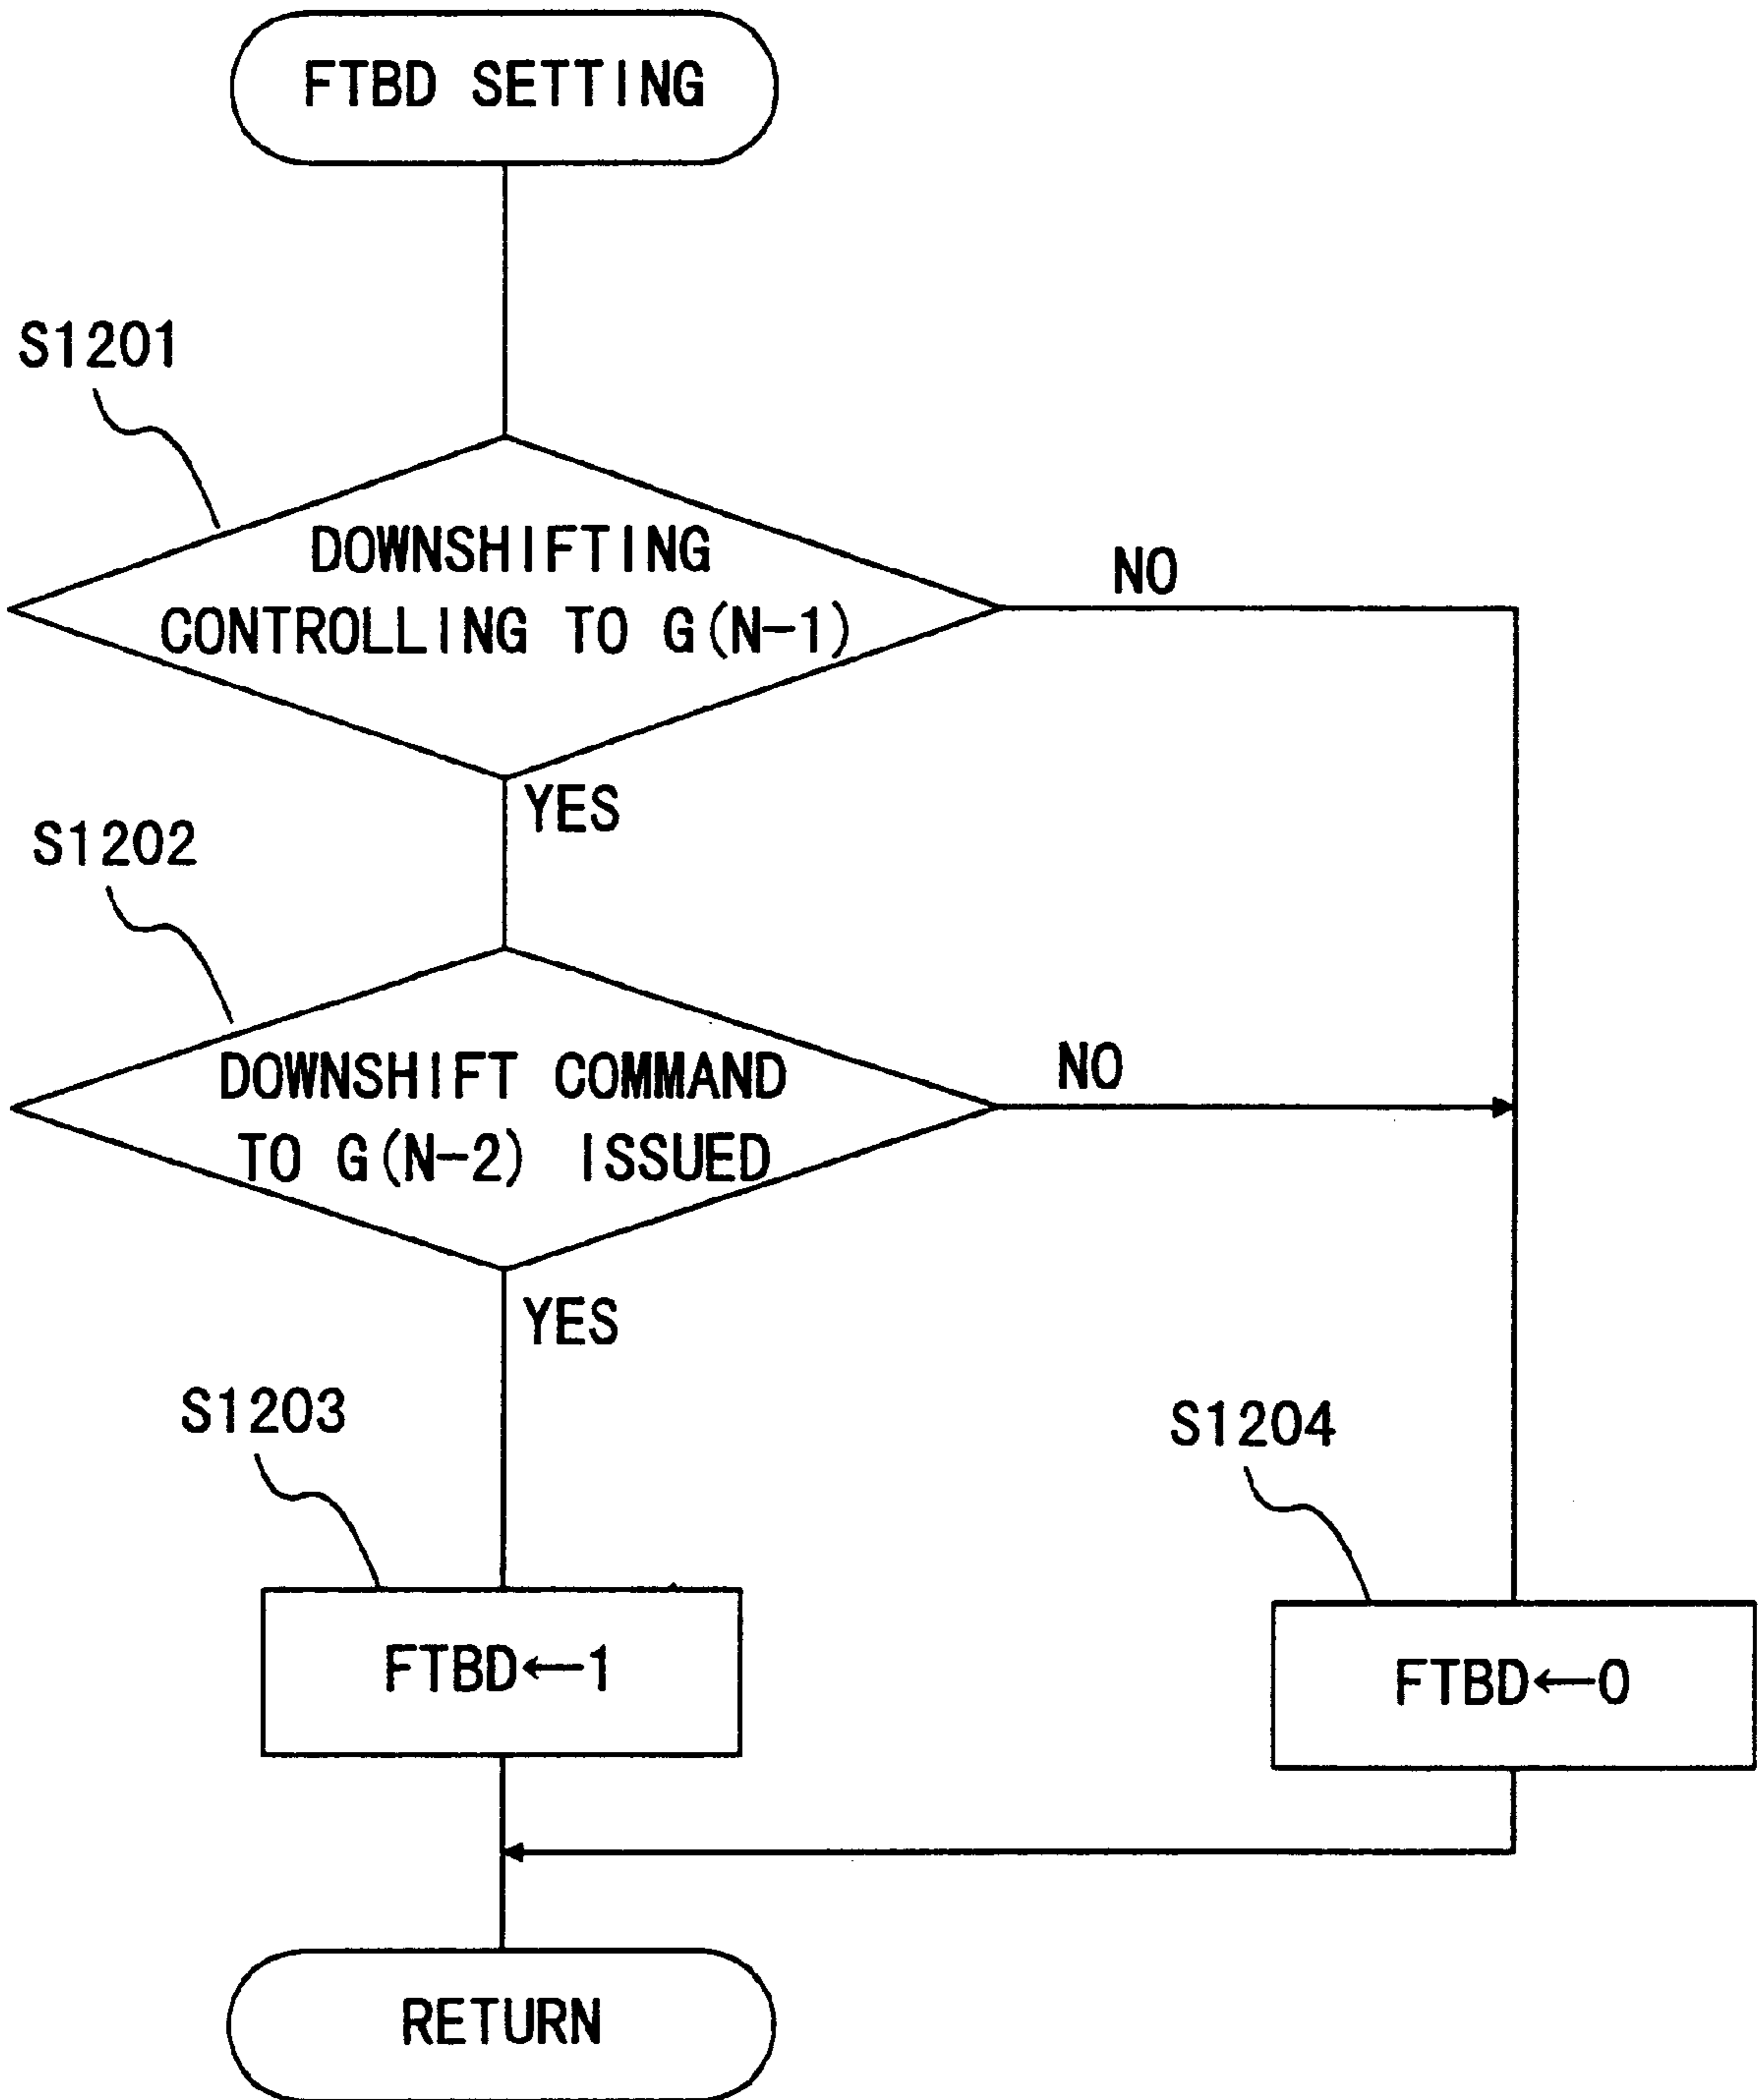 FTBD SETTING
S1201
DOWNSHIFTING
CONTROLLING TO G(N-1)
NO
YES
S1202
DOWNSHIFT COMMAND
TO G(N-2) ISSUED
NO
YES
S1203
FTBD←1
S1204
FTBD←0
RETURN